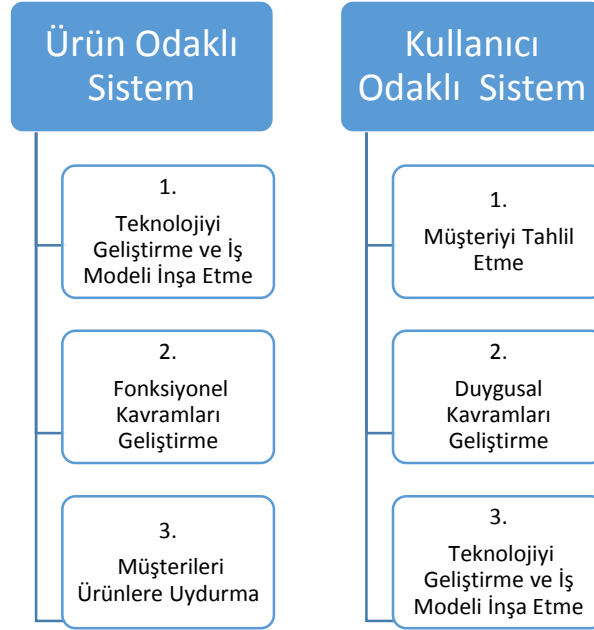 Ürün Odaklı
Sistem
1.
Teknolojiyi
Geliştirme ve İş
Modeli İnşa Etme
2.
Fonksiyonel
Kavramları
Geliştirme
3.
Müşterileri
Ürünlere Uydurma
Kullanıcı
Odaklı Sistem
1.
Müşteriyi Tahlil
Etme
2.
Duygusal
Kavramları
Geliştirme
3.
Teknolojiyi
Geliştirme ve İş
Modeli İnşa Etme